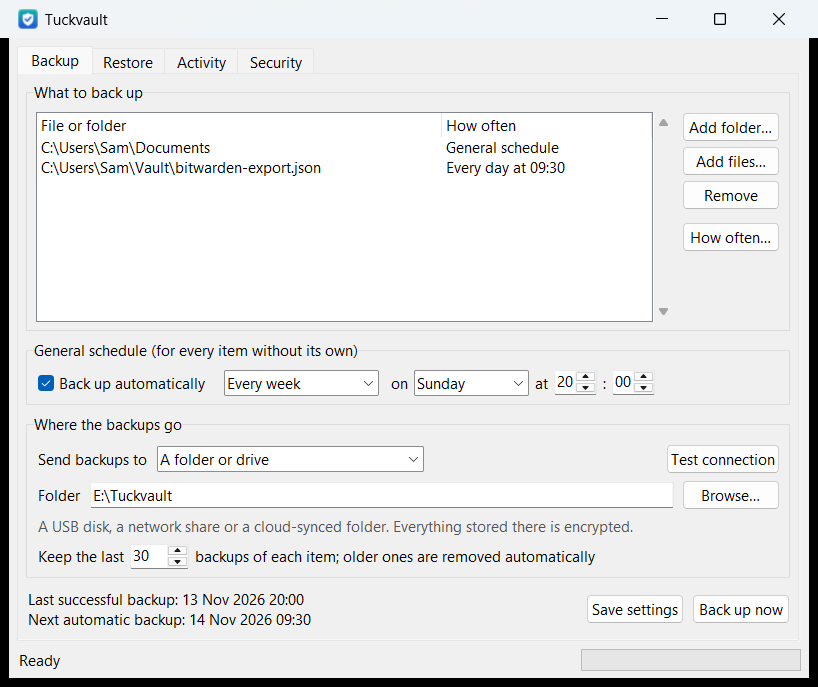 Tuckvault
Backup Restore Activity Security
What to back up
File or folder How often
C:\Users\Sam\Documents General schedule
C:\Users\Sam\Vault\bitwarden-export.json Every day at 09:30
Add folder...
Add files...
Remove
How often...
General schedule (for every item without its own)
Back up automatically Every week on Sunday at 20 : 00
Where the backups go
Send backups to A folder or drive Test connection
Folder E:\Tuckvault Browse...
A USB disk, a network share or a cloud-synced folder. Everything stored there is encrypted.
Keep the last 30 backups of each item; older ones are removed automatically
Last successful backup: 13 Nov 2026 20:00
Next automatic backup: 14 Nov 2026 09:30
Save settings Back up now
Ready